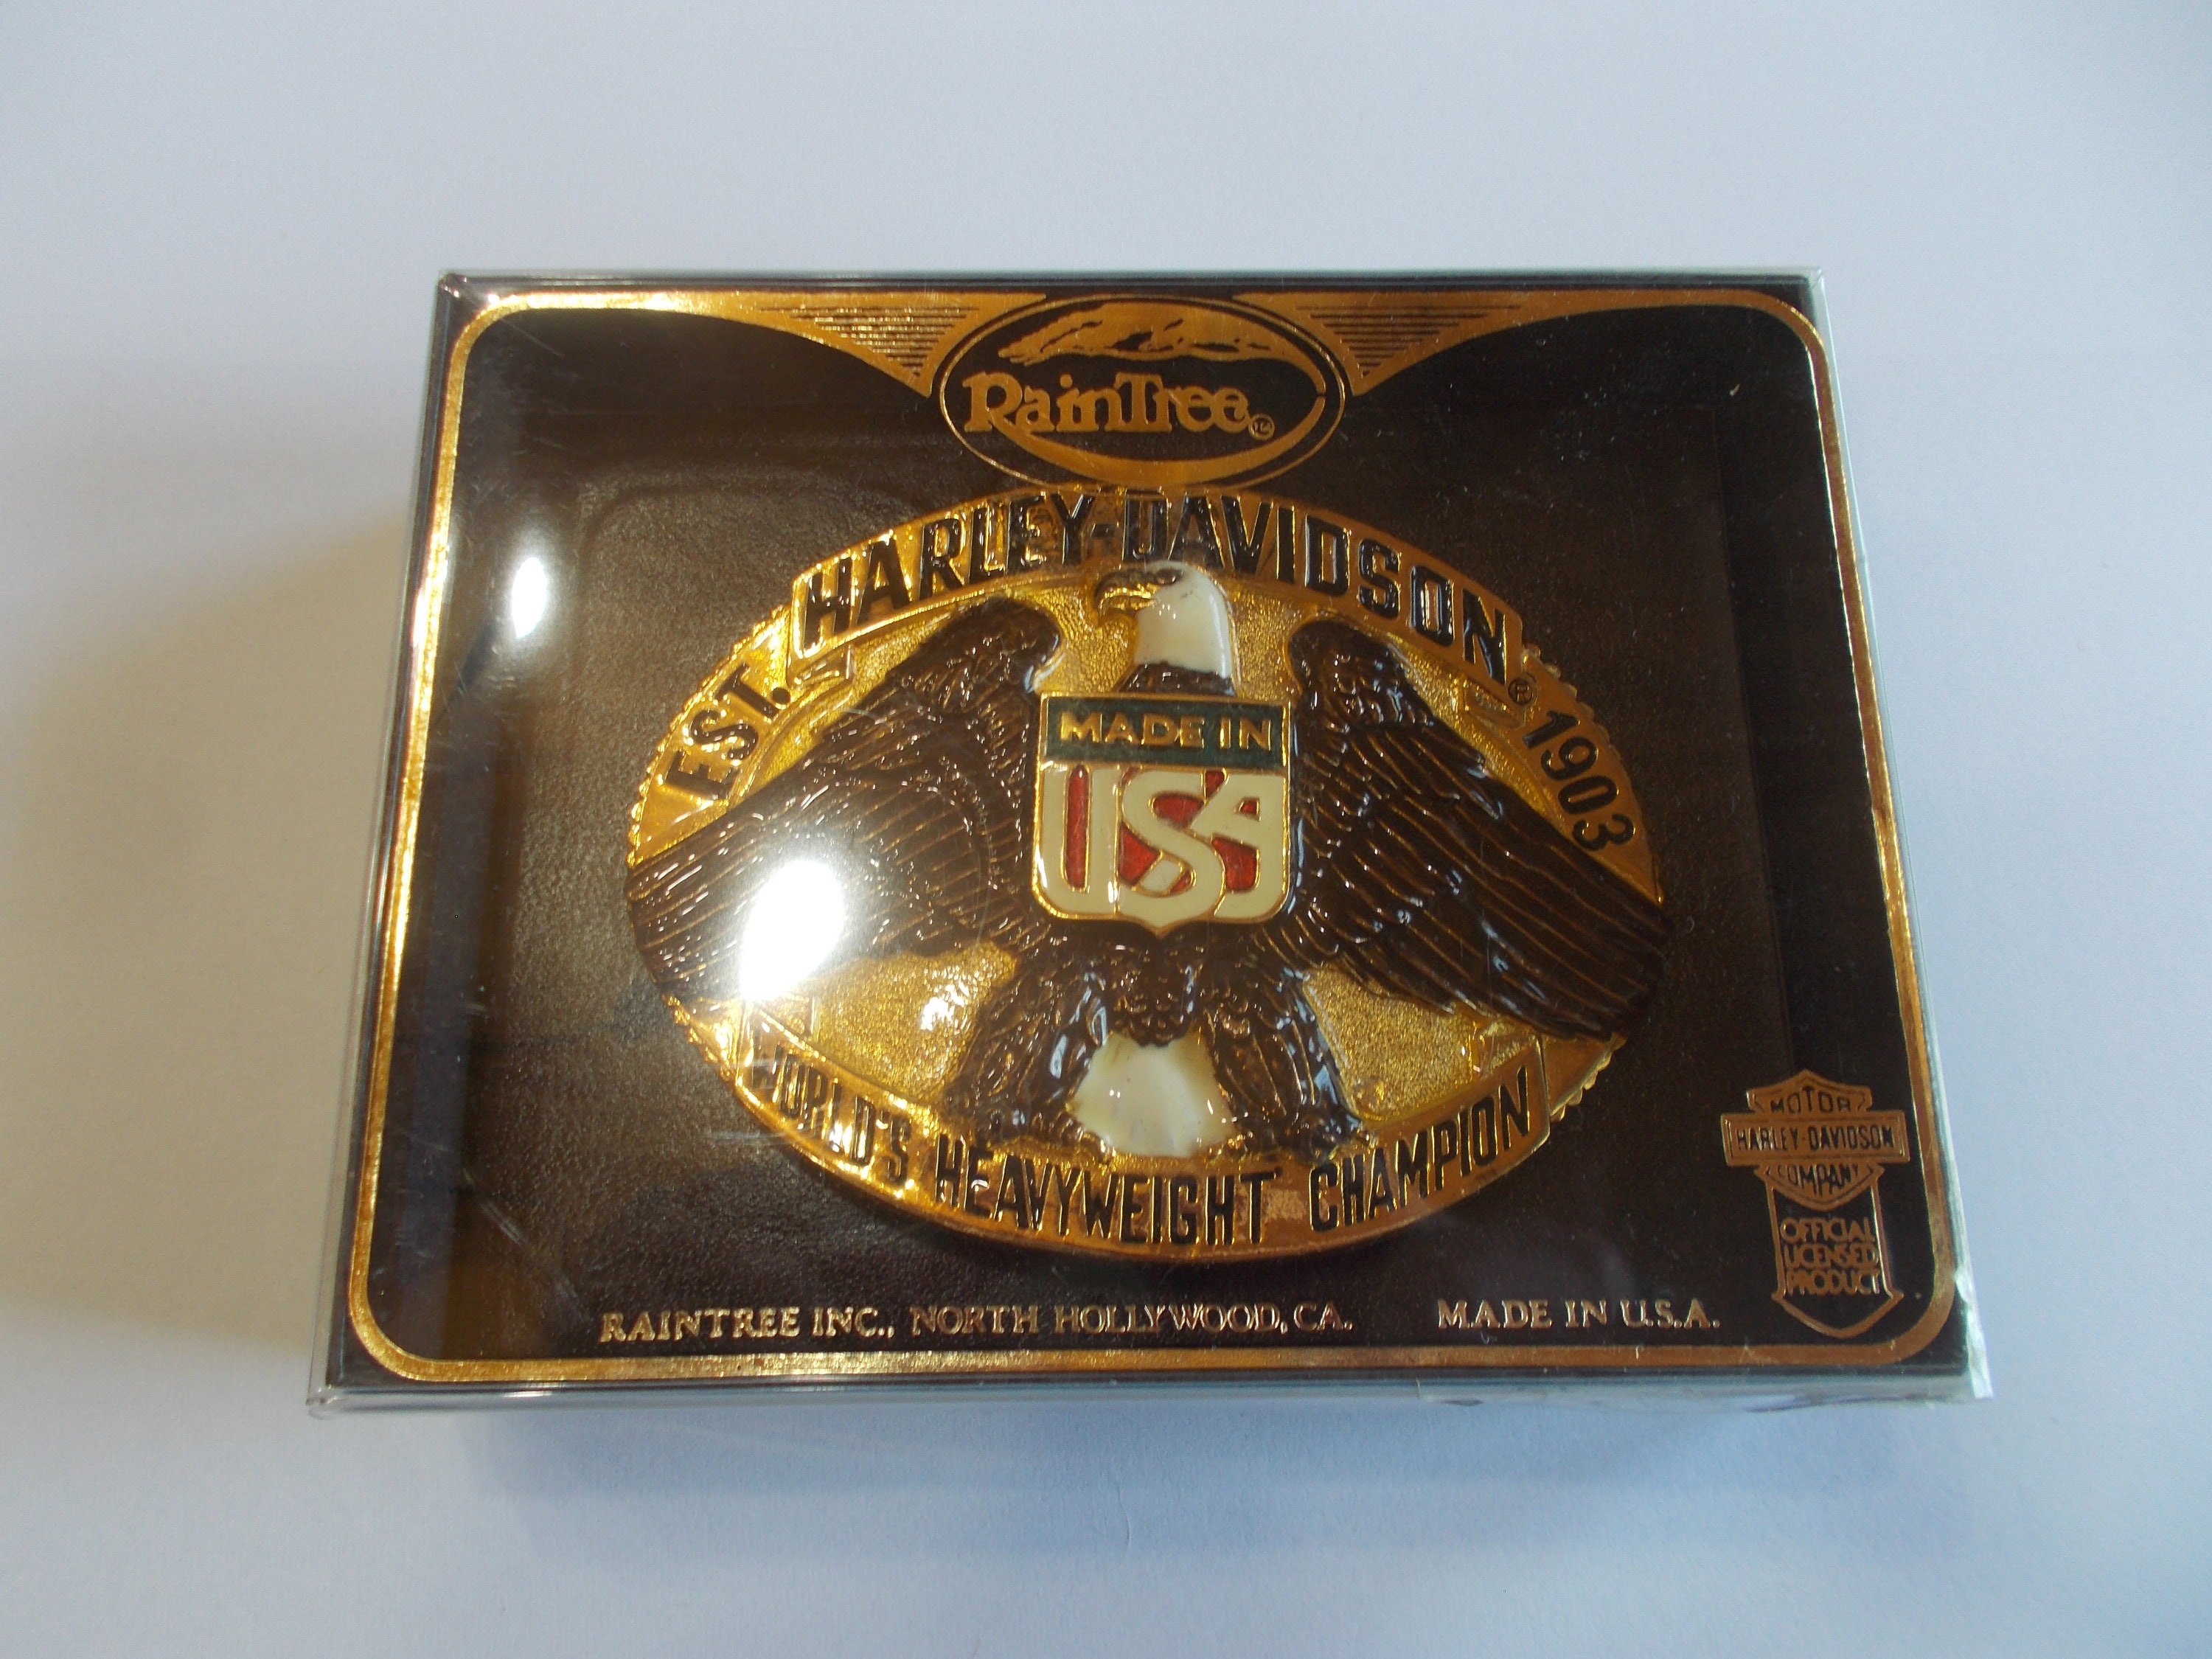 RainTree
HARLEY-DAVIDSON ®
EST. 1903
MADE IN
USA
WORLD'S HEAVYWEIGHT CHAMPION
MOTOR
HARLEY-DAVIDSON
COMPANY
OFFICIAL
LICENSED
PRODUCT
RAINTREE INC., NORTH HOLLYWOOD, CA. MADE IN U.S.A.